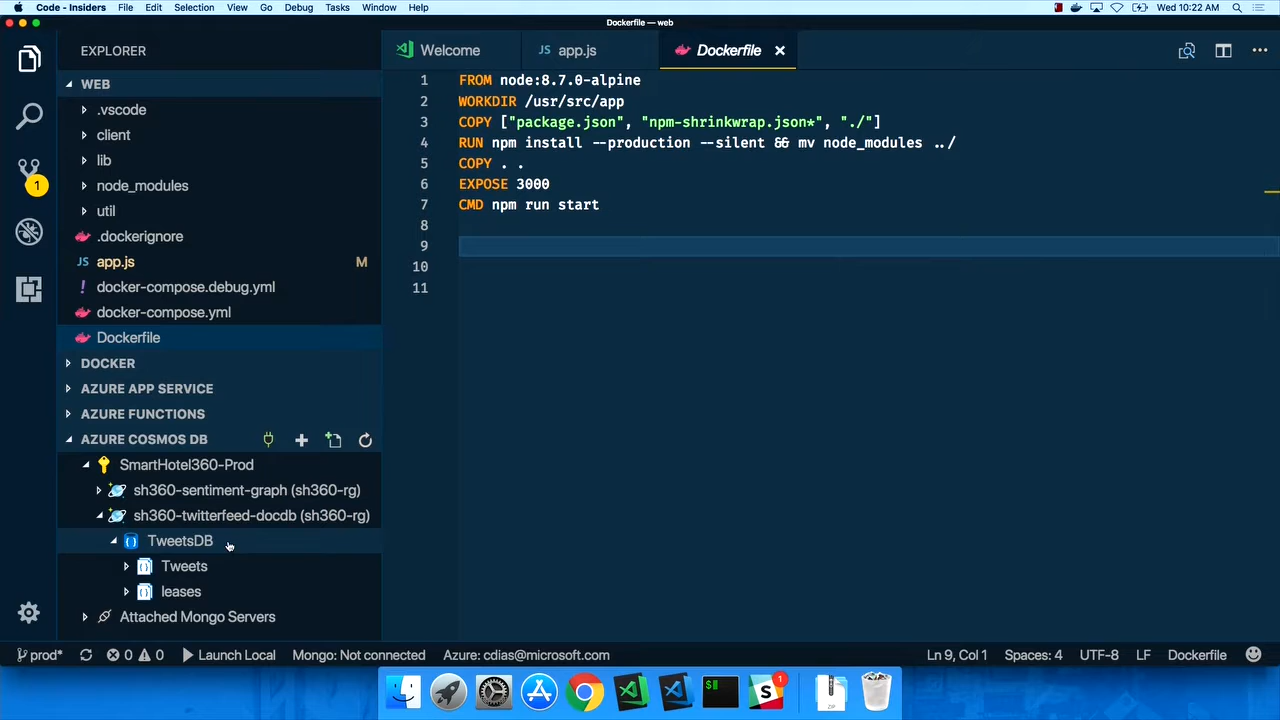 Code - Insiders File Edit Selection View Go Debug Tasks Window Help Wed 10:22 AM
Dockerfile — web
EXPLORER
Welcome
JS app.js
Dockerfile
WEB
.vscode
client
lib
node_modules
util
.dockerignore
JS app.js M
! docker-compose.debug.yml
docker-compose.yml
Dockerfile
DOCKER
AZURE APP SERVICE
AZURE FUNCTIONS
AZURE COSMOS DB
SmartHotel360-Prod
sh360-sentiment-graph (sh360-rg)
sh360-twitterfeed-docdb (sh360-rg)
TweetsDB
Tweets
leases
Attached Mongo Servers
1
1 FROM node:8.7.0-alpine
2 WORKDIR /usr/src/app
3 COPY ["package.json", "npm-shrinkwrap.json*", "./"]
4 RUN npm install --production --silent && mv node_modules ../
5 COPY . .
6 EXPOSE 3000
7 CMD npm run start
8
9
10
11
prod* 0 0 Launch Local Mongo: Not connected Azure: cdias@microsoft.com Ln 9, Col 1 Spaces: 4 UTF-8 LF Dockerfile
$
S
1
ZIP